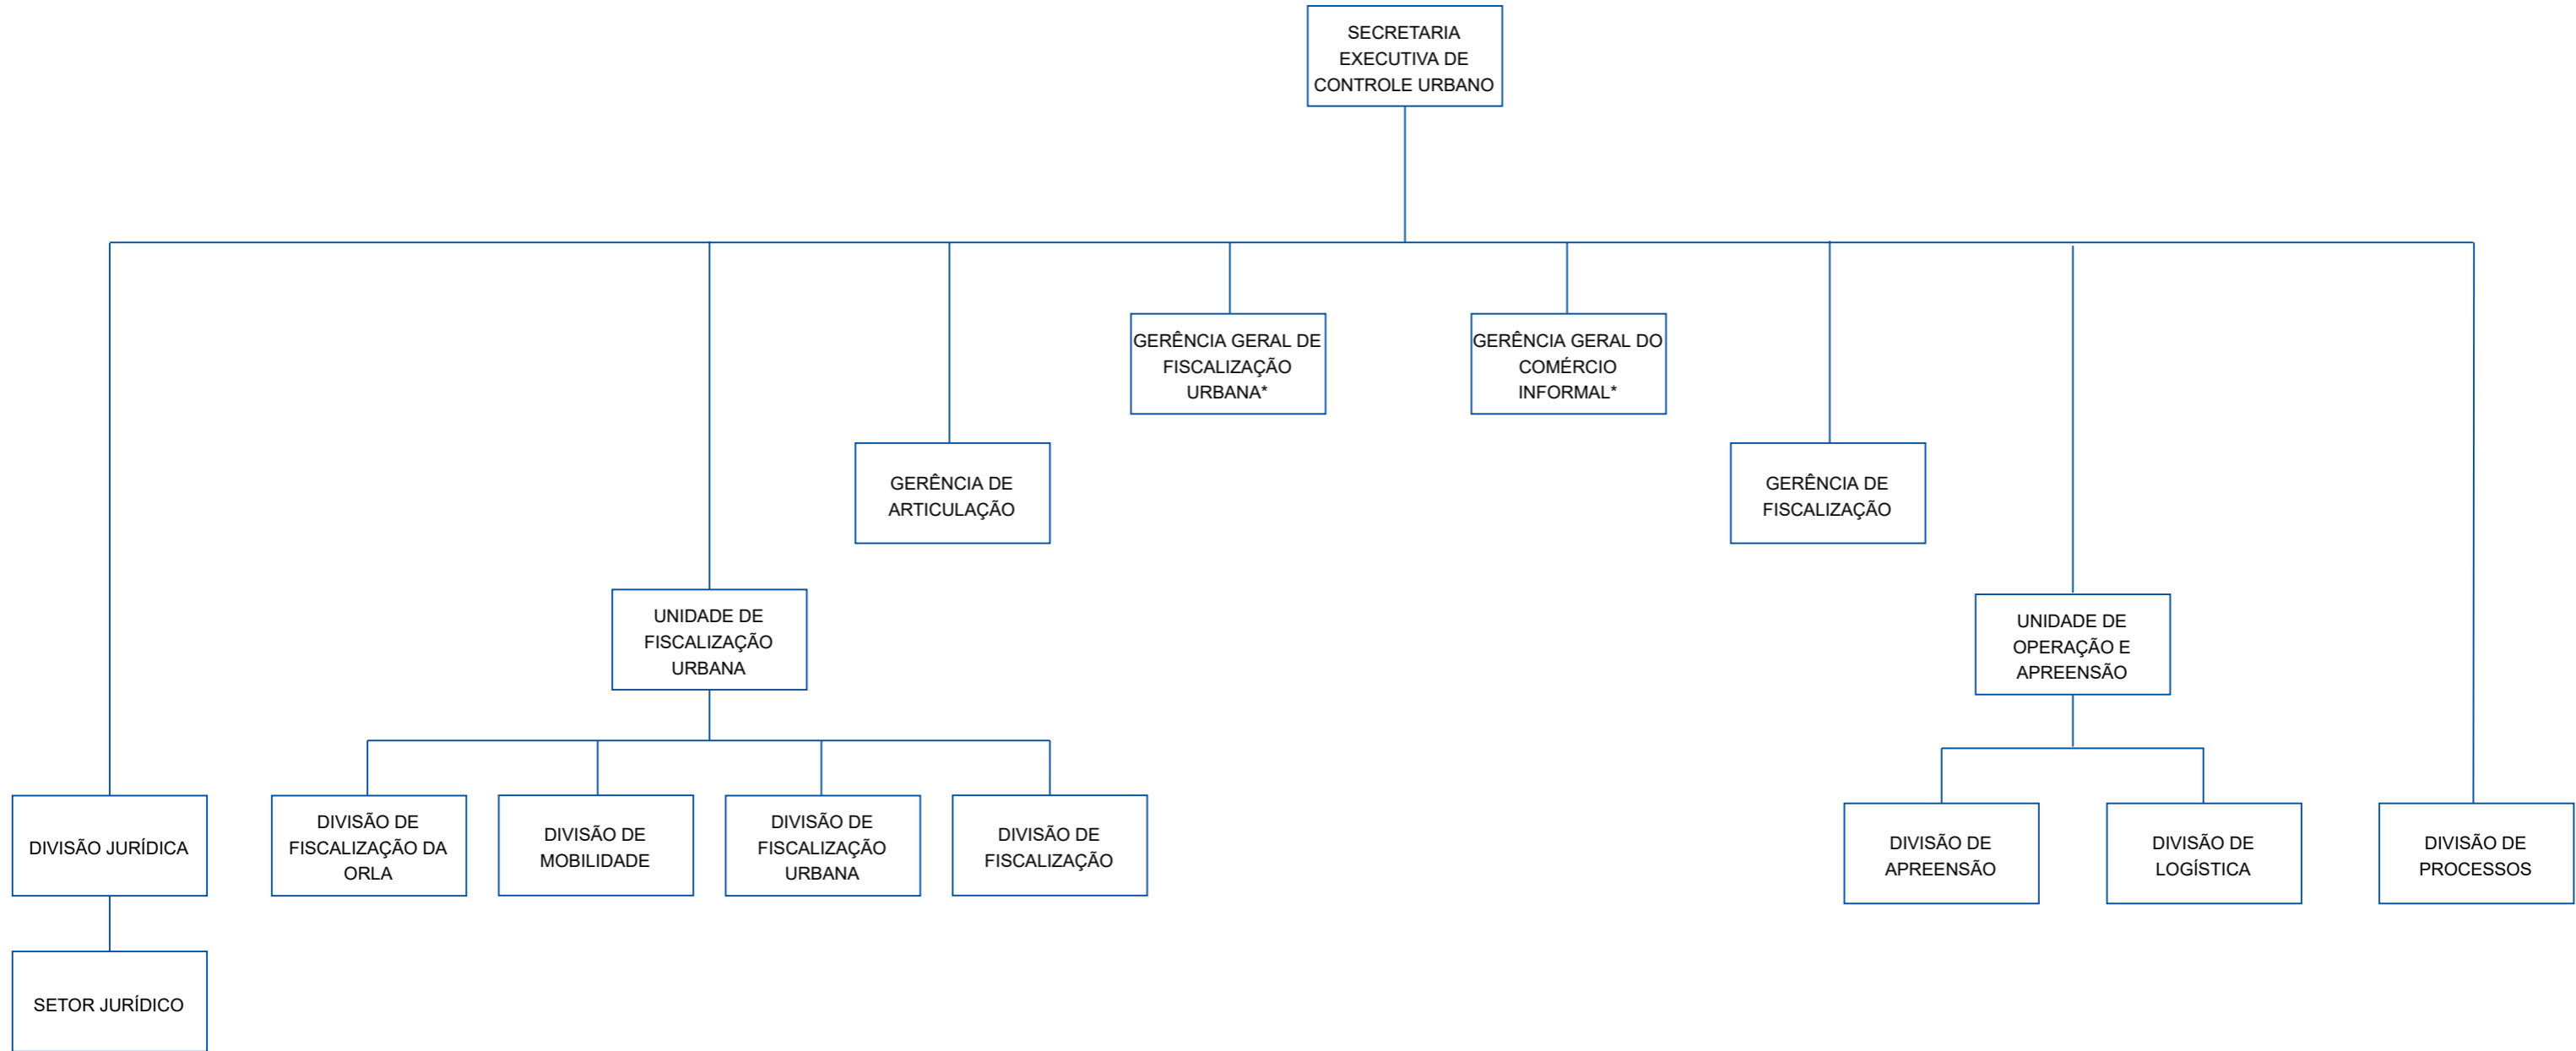 SECRETARIA
EXECUTIVA DE
CONTROLE URBANO
GERÊNCIA GERAL DE
FISCALIZAÇÃO
URBANA*
GERÊNCIA GERAL DO
COMÉRCIO
INFORMAL*
GERÊNCIA DE
ARTICULAÇÃO
GERÊNCIA DE
FISCALIZAÇÃO
UNIDADE DE
FISCALIZAÇÃO
URBANA
UNIDADE DE
OPERAÇÃO E
APREENSÃO
DIVISÃO JURÍDICA
DIVISÃO DE
FISCALIZAÇÃO DA
ORLA
DIVISÃO DE
MOBILIDADE
DIVISÃO DE
FISCALIZAÇÃO
URBANA
DIVISÃO DE
FISCALIZAÇÃO
DIVISÃO DE
APREENSÃO
DIVISÃO DE
LOGÍSTICA
DIVISÃO DE
PROCESSOS
SETOR JURÍDICO